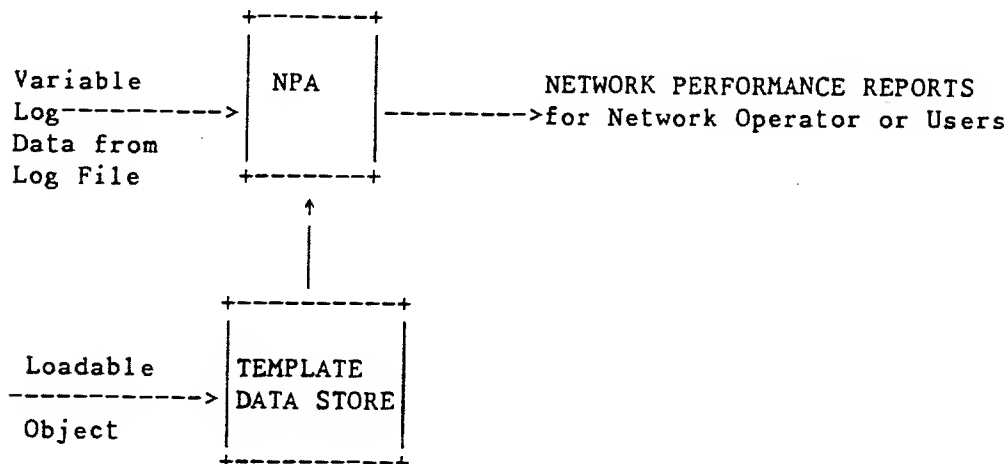 Variable
Log
Data from
Log File
NPA
NETWORK PERFORMANCE REPORTS
for Network Operator or Users
Loadable
Object
TEMPLATE
DATA STORE